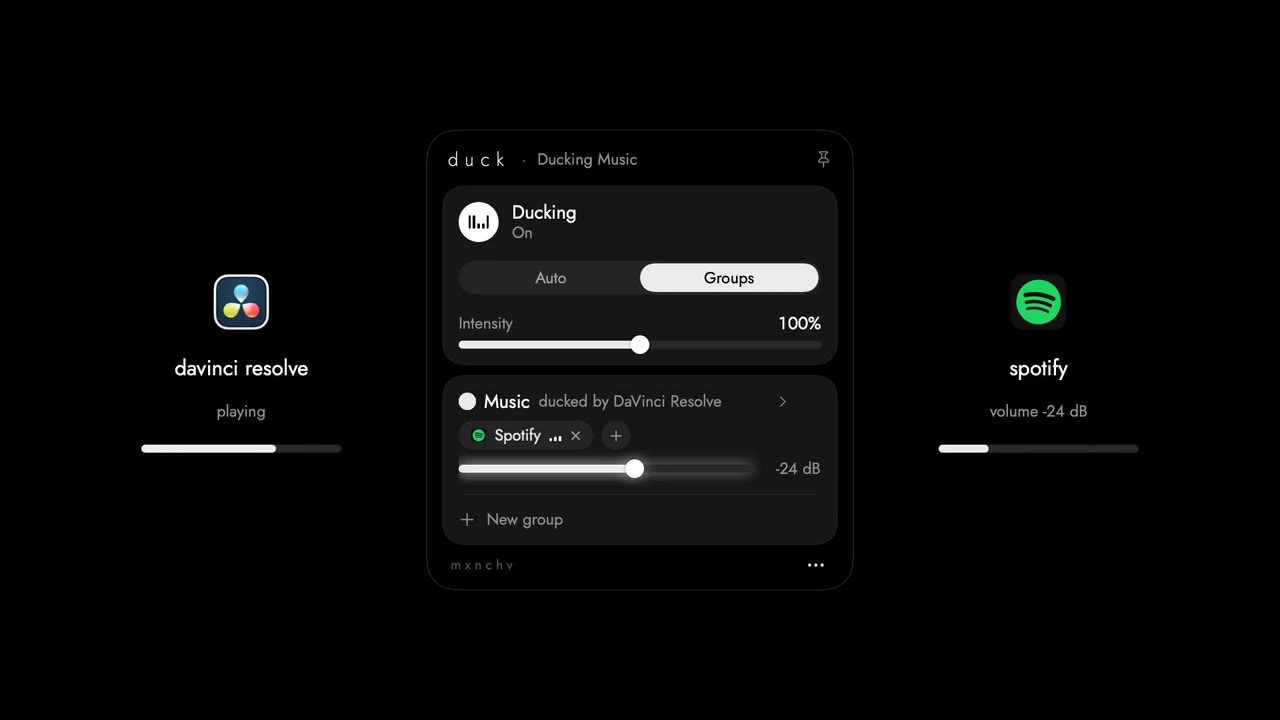 duck - Ducking Music
Ducking
On
Auto Groups
Intensity 100%
Music ducked by DaVinci Resolve
Spotify
-24 dB
New group
mxnchv
davinci resolve
playing
spotify
volume -24 dB